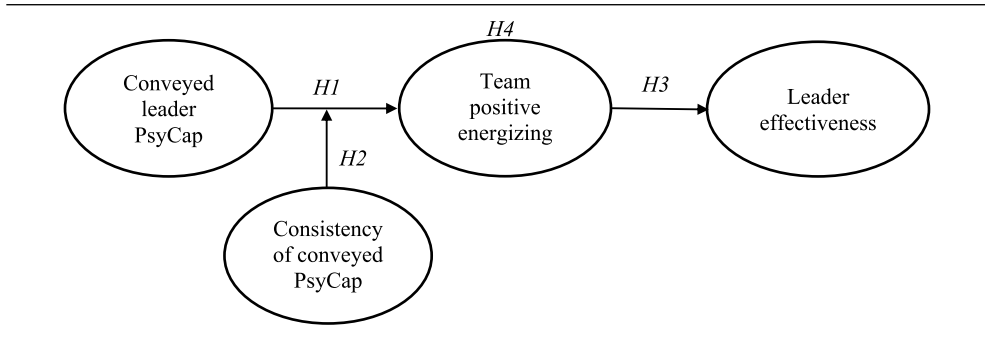 H4
Conveyed
leader
PsyCap
H1
Team
positive
energizing
H3
Leader
effectiveness
H2
Consistency
of conveyed
PsyCap